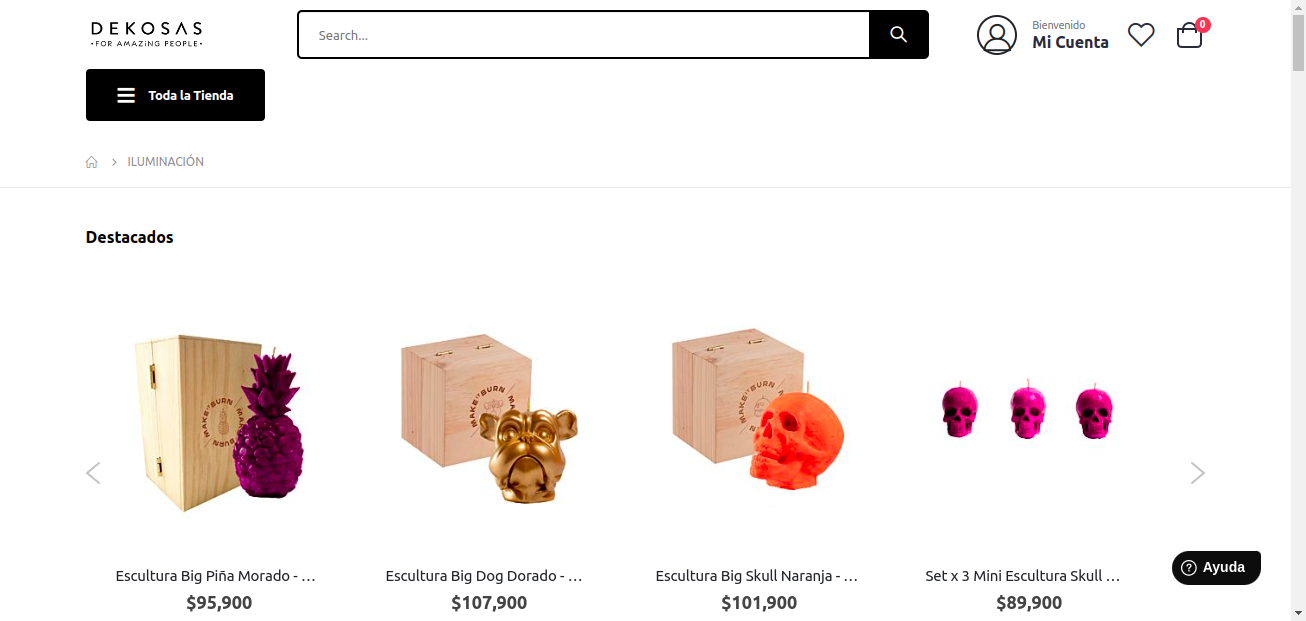 DEKOSAS
•FOR AMAZiNG PEOPLE•
Search...
Bienvenido
Mi Cuenta
0
Toda la Tienda
ILUMINACIÓN
Destacados
MAKE IT BURN
Escultura Big Piña Morado - ...
$95,900
Escultura Big Dog Dorado - ...
$107,900
MAKE IT BURN
Escultura Big Skull Naranja - ...
$101,900
Set x 3 Mini Escultura Skull ...
$89,900
Ayuda